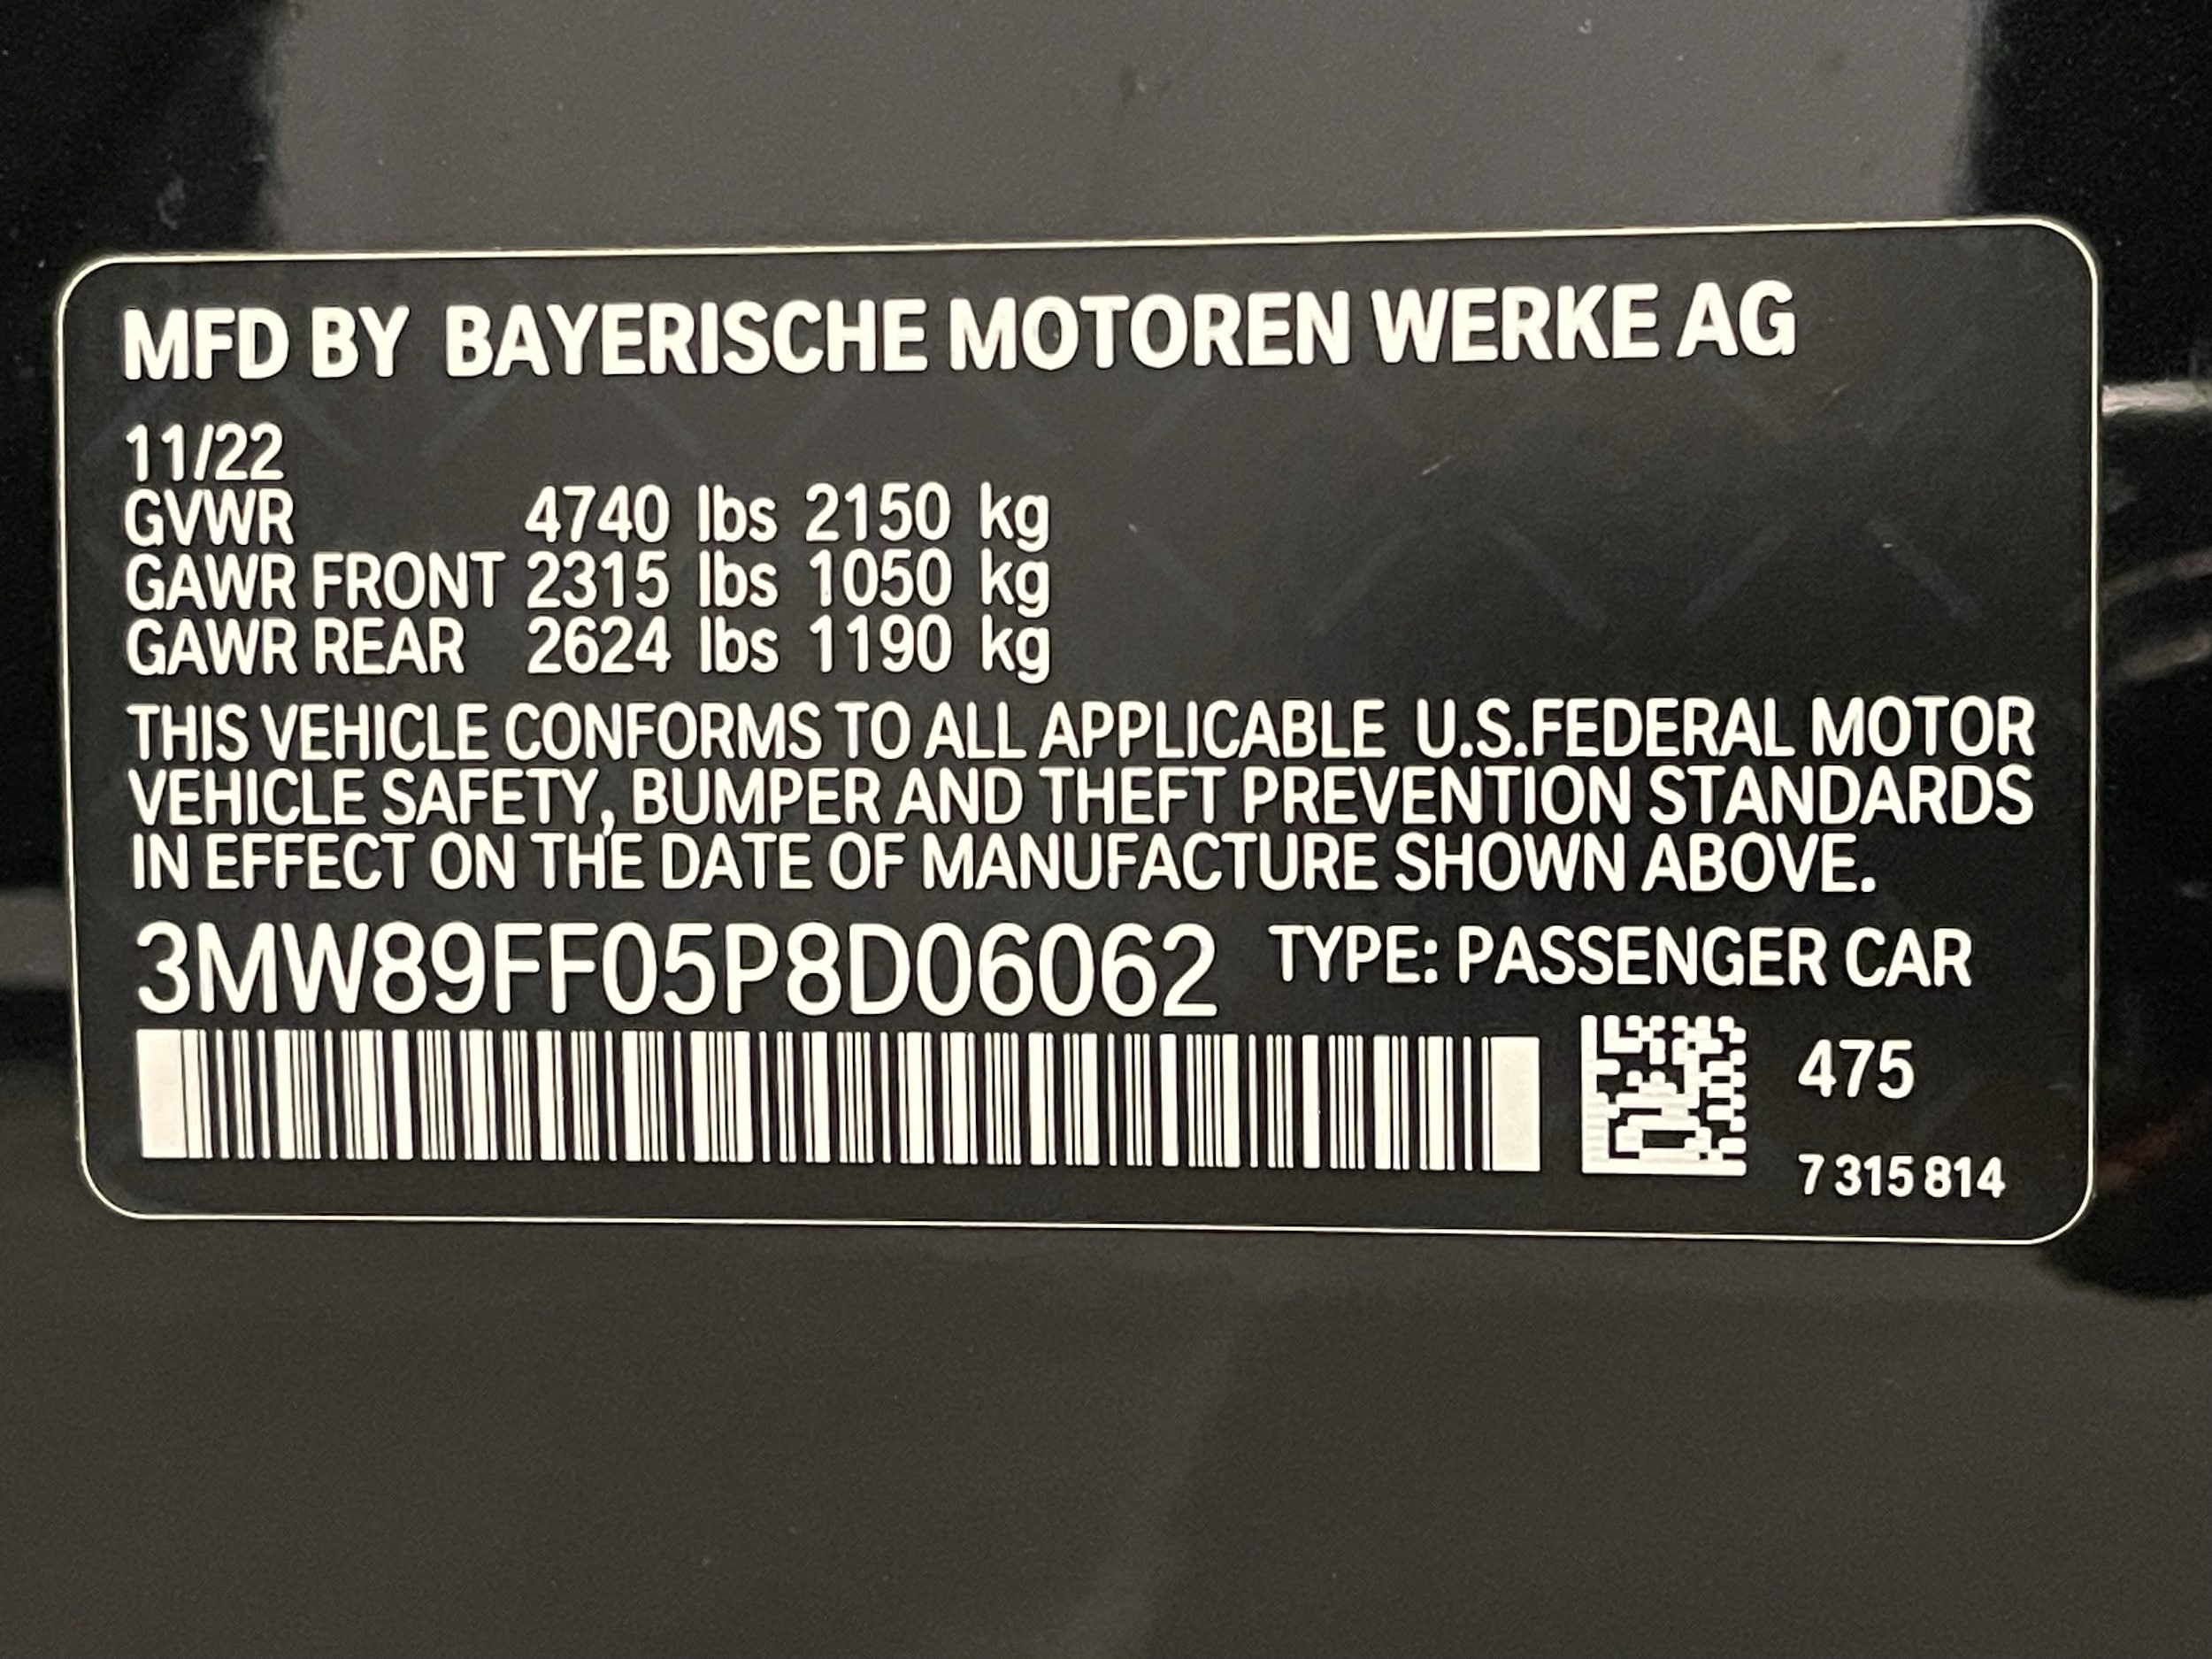 MFD BY BAYERISCHE MOTOREN WERKE AG
11/22
GVWR 4740 lbs 2150 kg
GAWR FRONT 2315 lbs 1050 kg
GAWR REAR 2624 lbs 1190 kg
THIS VEHICLE CONFORMS TO ALL APPLICABLE U.S.FEDERAL MOTOR
VEHICLE SAFETY, BUMPER AND THEFT PREVENTION STANDARDS
IN EFFECT ON THE DATE OF MANUFACTURE SHOWN ABOVE.
3MW89FF05P8D06062 TYPE: PASSENGER CAR
475
7 315 814